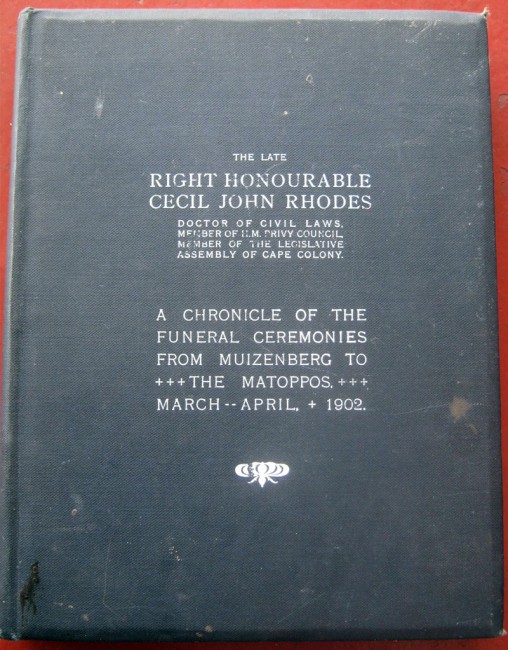 THE LATE
RIGHT HONOURABLE
CECIL JOHN RHODES
DOCTOR OF CIVIL LAWS,
MEMBER OF H.M. PRIVY COUNCIL,
MEMBER OF THE LEGISLATIVE
ASSEMBLY OF CAPE COLONY.
A CHRONICLE OF THE
FUNERAL CEREMONIES
FROM MUIZENBERG TO
+++THE MATOPPOS, +++
MARCH--APRIL, + 1902.